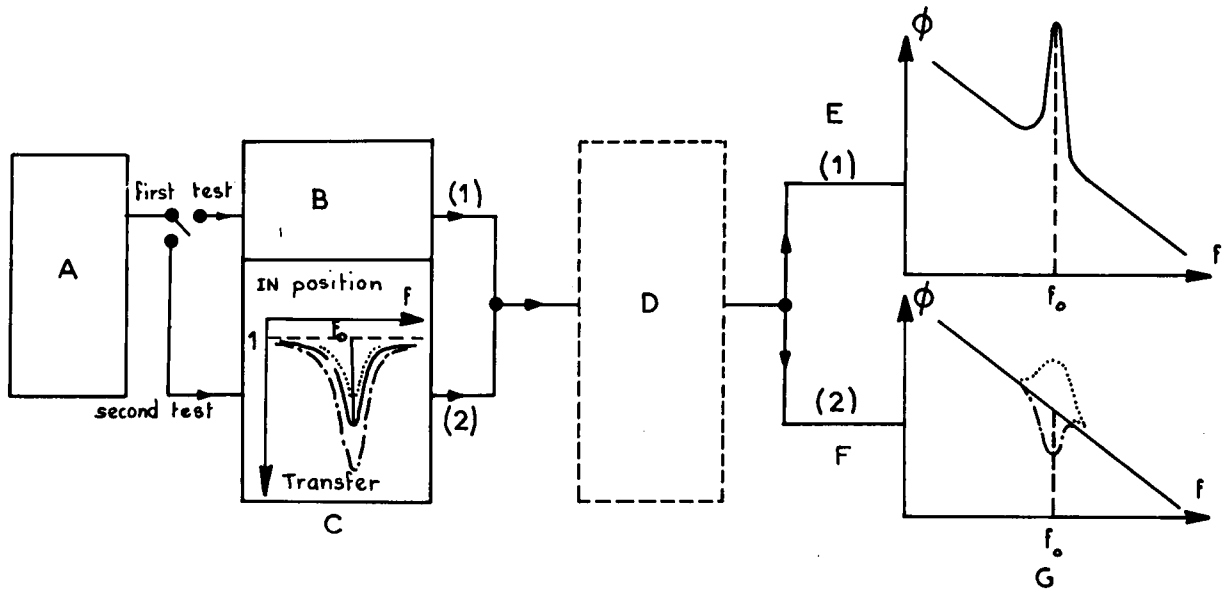 A
first test
second test
B
(1)
IN position
f
f₀
1
Transfer
(2)
C
D
E
(1)
ϕ
f
f₀
(2)
F
ϕ
f
f₀
G